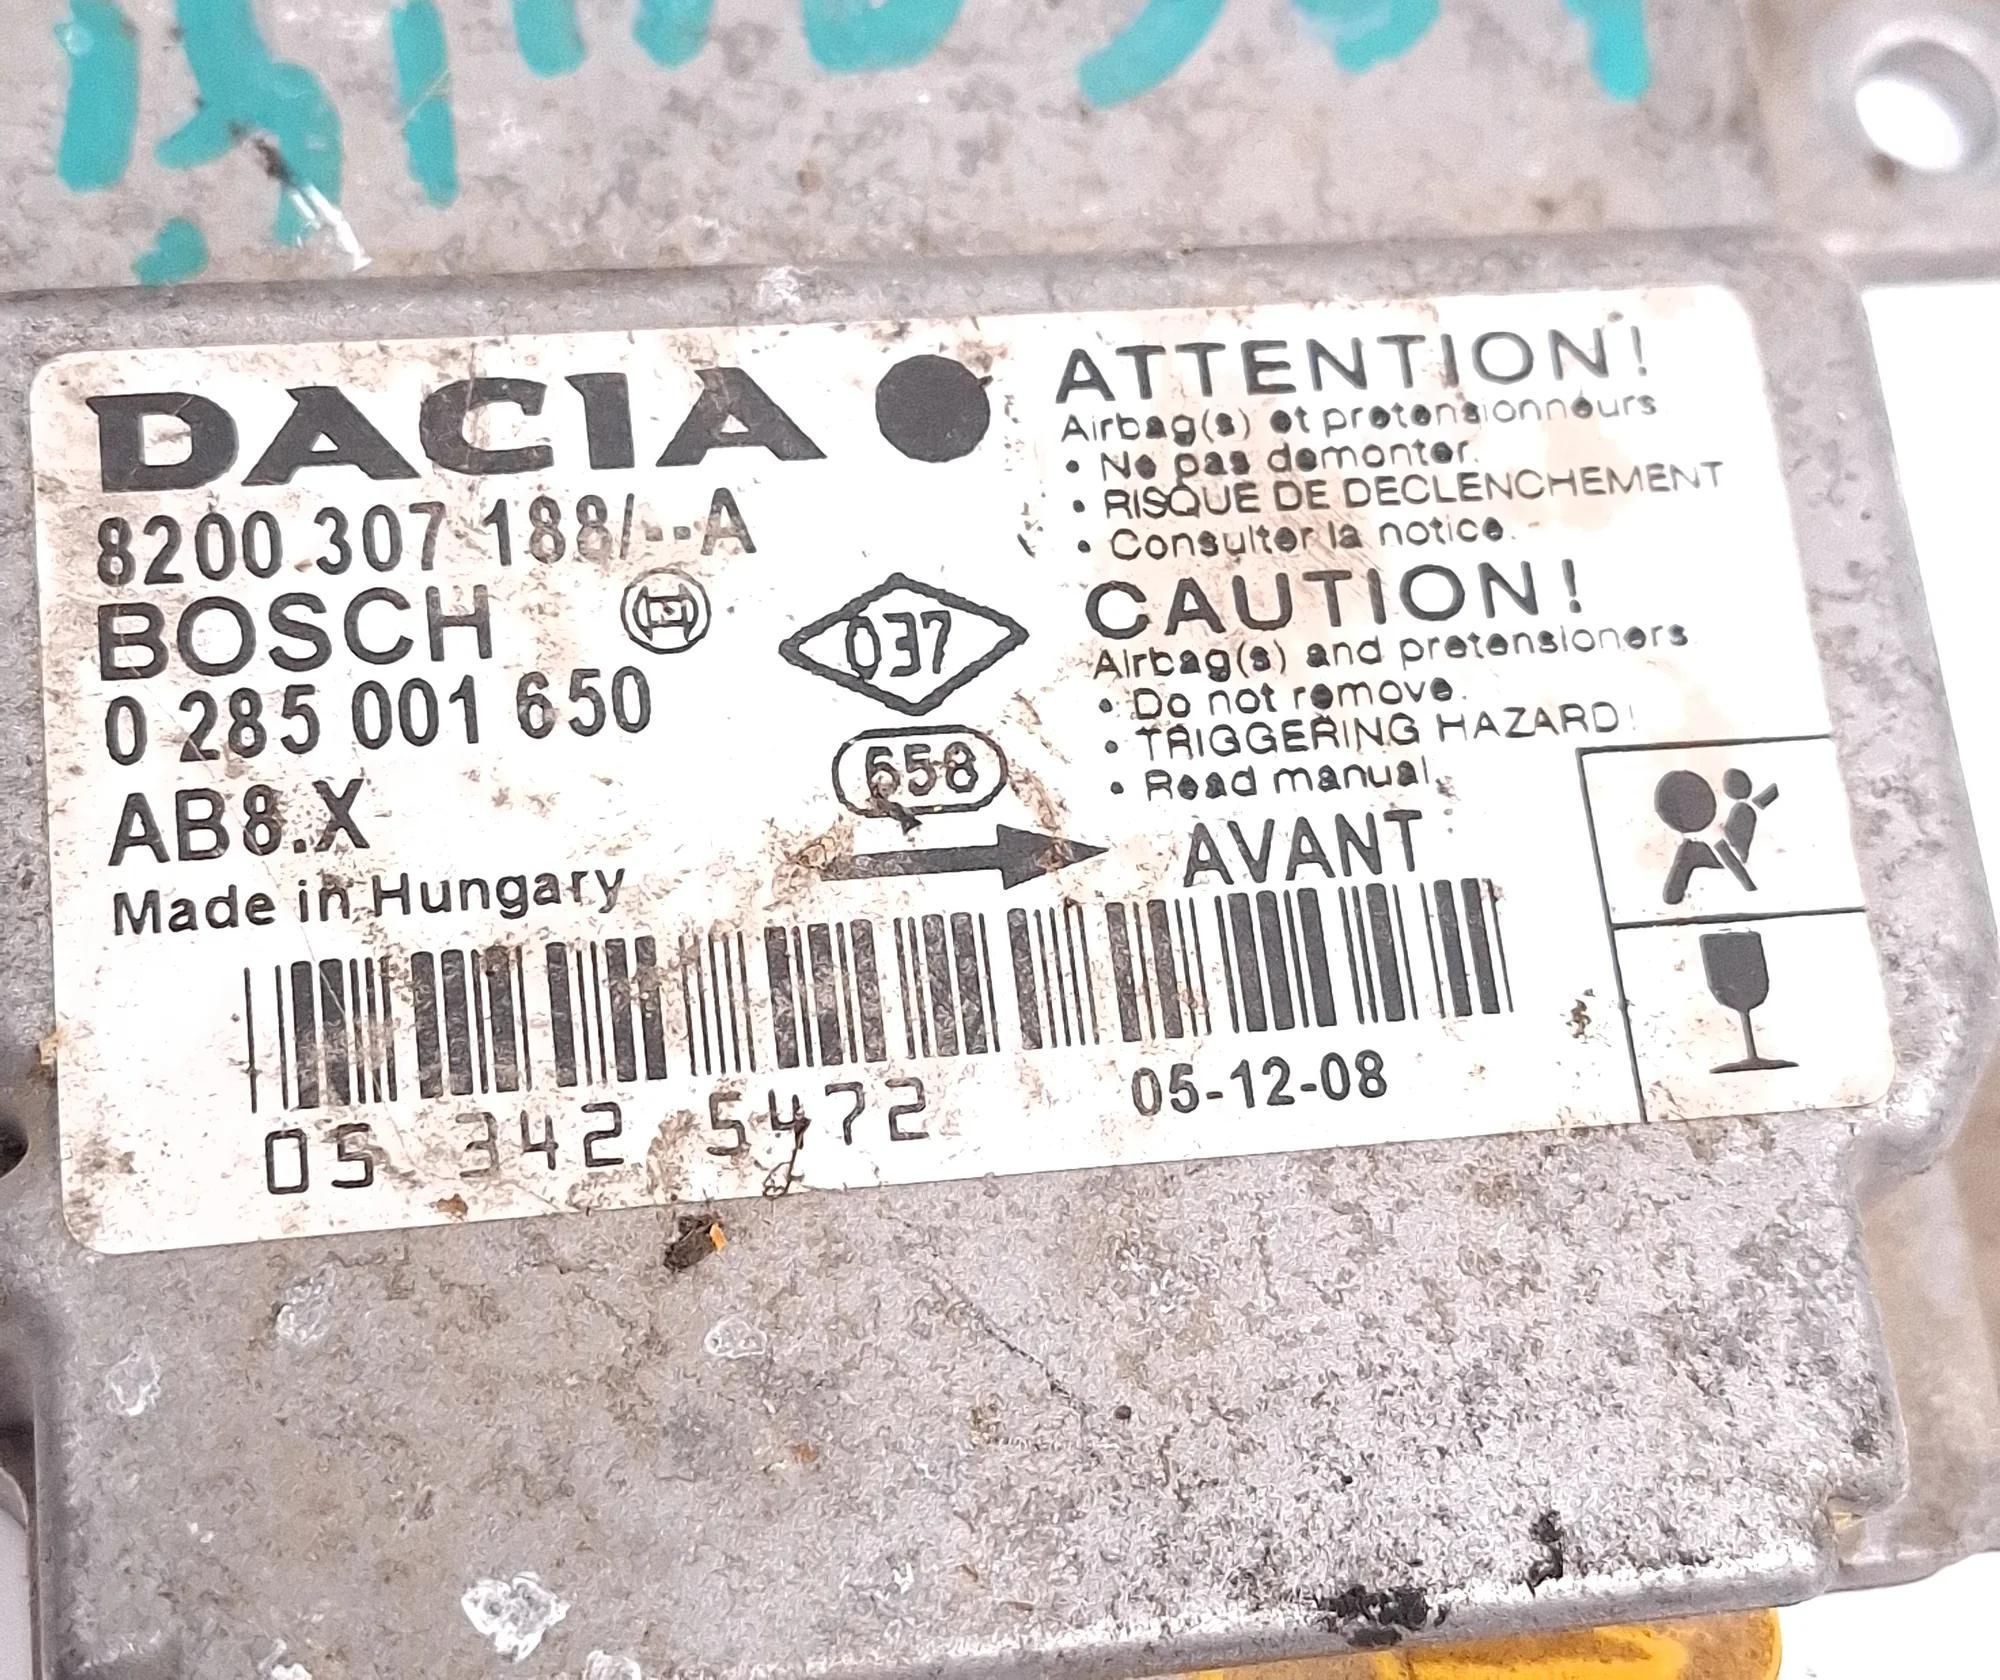 DACIA
8200 307 188/--A
BOSCH
0 285 001 650
AB8.X
Made in Hungary
037
658
ATTENTION!
Airbag(s) et pretensionneurs
• Ne pas demonter.
• RISQUE DE DECLENCHEMENT
• Consulter la notice.
CAUTION!
Airbag(s) and pretensioners
• Do not remove.
• TRIGGERING HAZARD!
• Read manual.
AVANT
05 342 5472
05-12-08